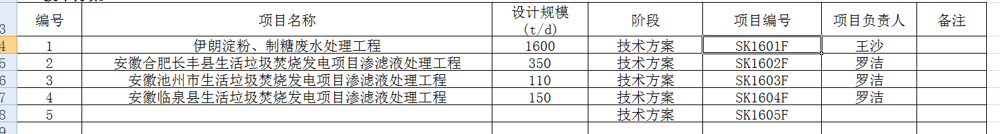 编号 项目名称 设计规模 (t/d) 阶段 项目编号 项目负责人 备注
3
4 1 伊朗淀粉、制糖废水处理工程 1600 技术方案 SK1601F 王沙
5 2 安徽合肥长丰县生活垃圾焚烧发电项目渗滤液处理工程 350 技术方案 SK1602F 罗洁
6 3 安徽池州市生活垃圾焚烧发电项目渗滤液处理工程 110 技术方案 SK1603F 罗洁
7 4 安徽临泉县生活垃圾焚烧发电项目渗滤液处理工程 150 技术方案 SK1604F 罗洁
8 5 技术方案 SK1605F
9